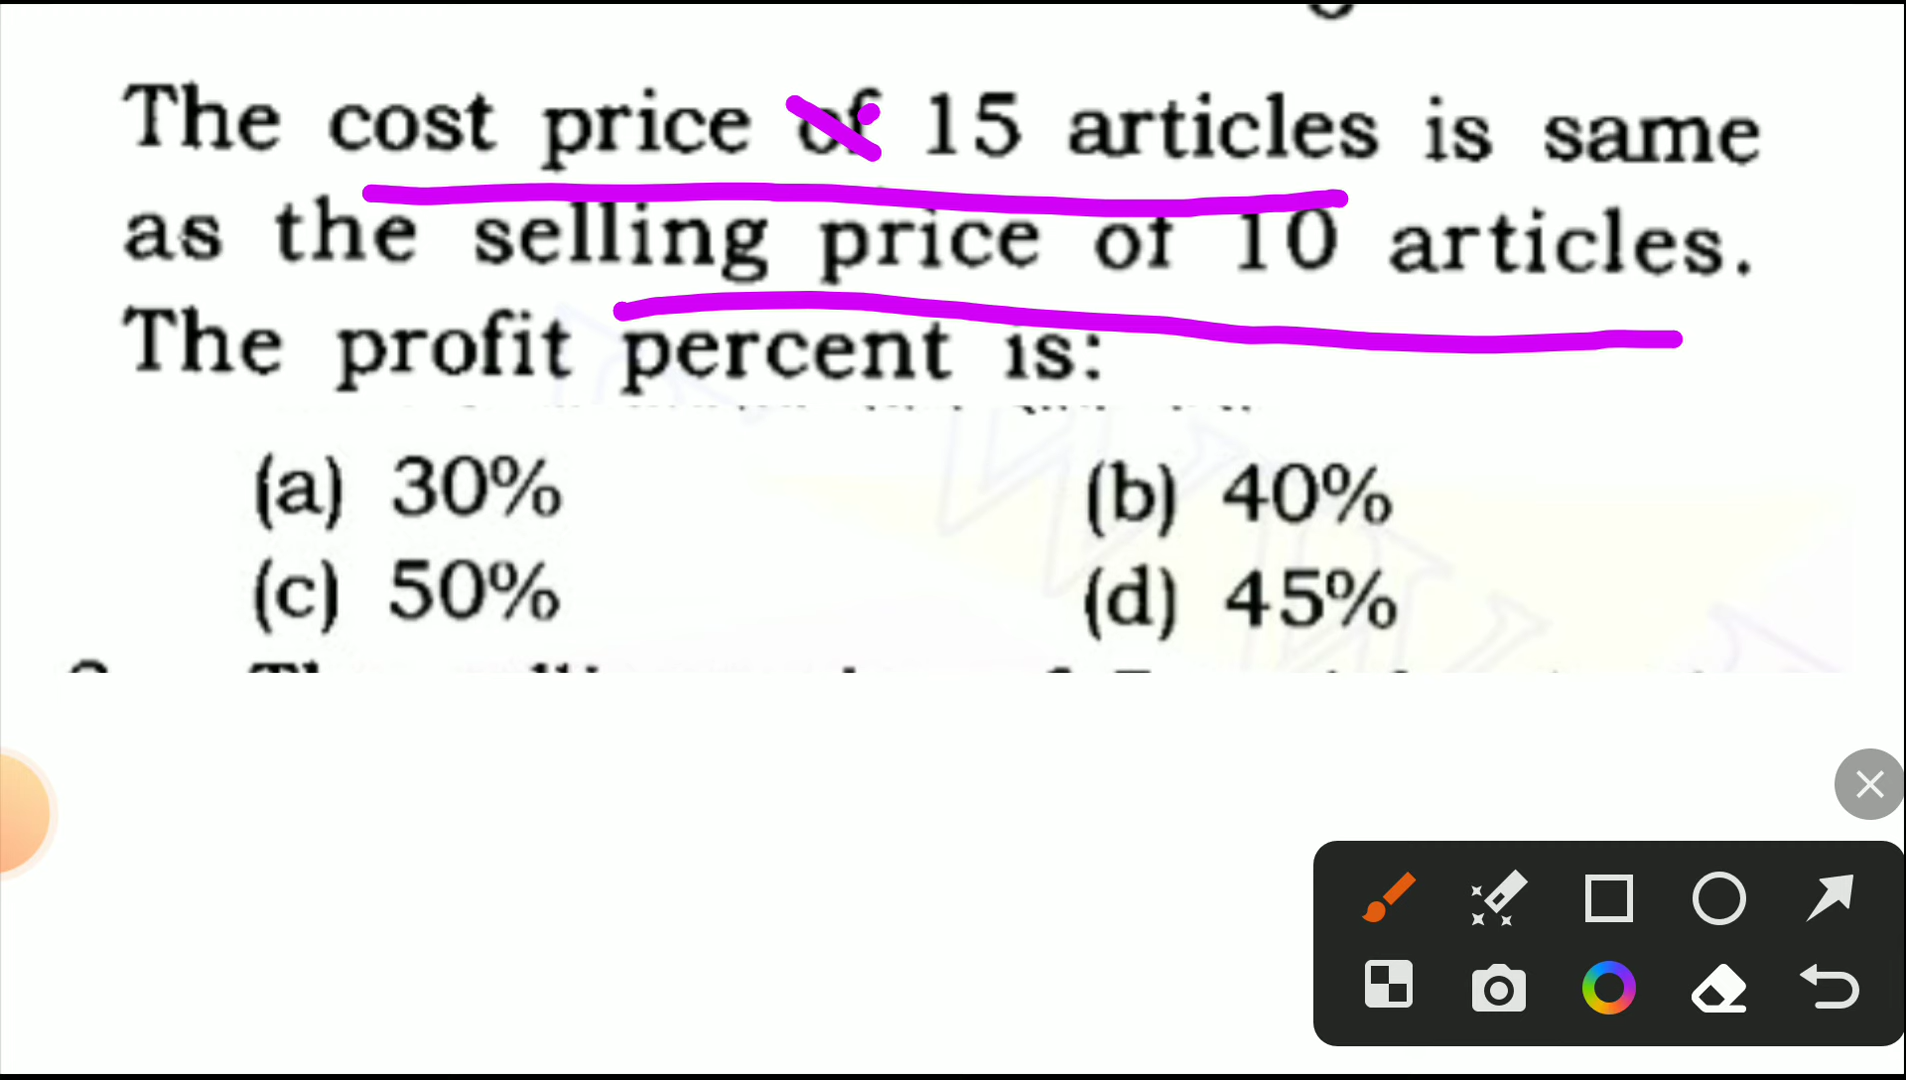 The cost price of 15 articles is same
as the selling price of 10 articles.
The profit percent is:
(a) 30% (b) 40%
(c) 50% (d) 45%